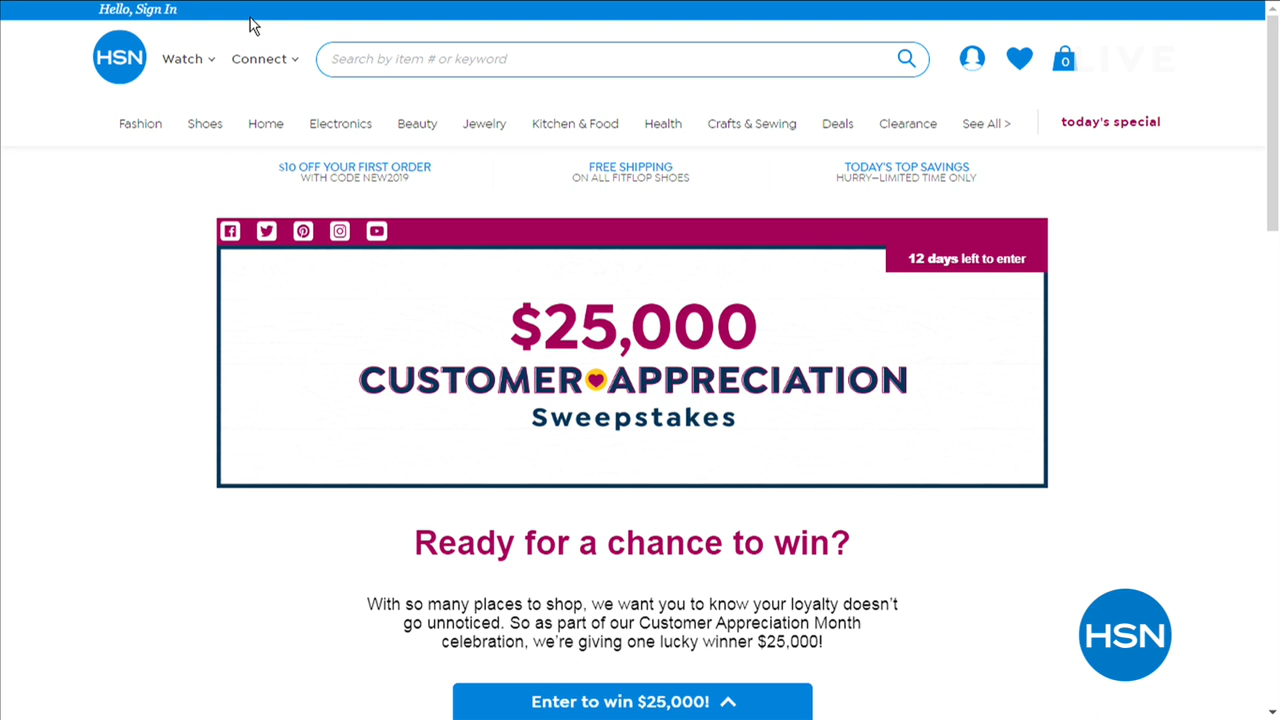 Hello, Sign In
HSN
Watch
Connect
Search by item # or keyword
0
LIVE
Fashion
Shoes
Home
Electronics
Beauty
Jewelry
Kitchen & Food
Health
Crafts & Sewing
Deals
Clearance
See All >
today's special
$10 OFF YOUR FIRST ORDER
WITH CODE NEW2019
FREE SHIPPING
ON ALL FITFLOP SHOES
TODAY'S TOP SAVINGS
HURRY—LIMITED TIME ONLY
12 days left to enter
$25,000
CUSTOMER APPRECIATION
Sweepstakes
Ready for a chance to win?
With so many places to shop, we want you to know your loyalty doesn't
go unnoticed. So as part of our Customer Appreciation Month
celebration, we're giving one lucky winner $25,000!
HSN
Enter to win $25,000!